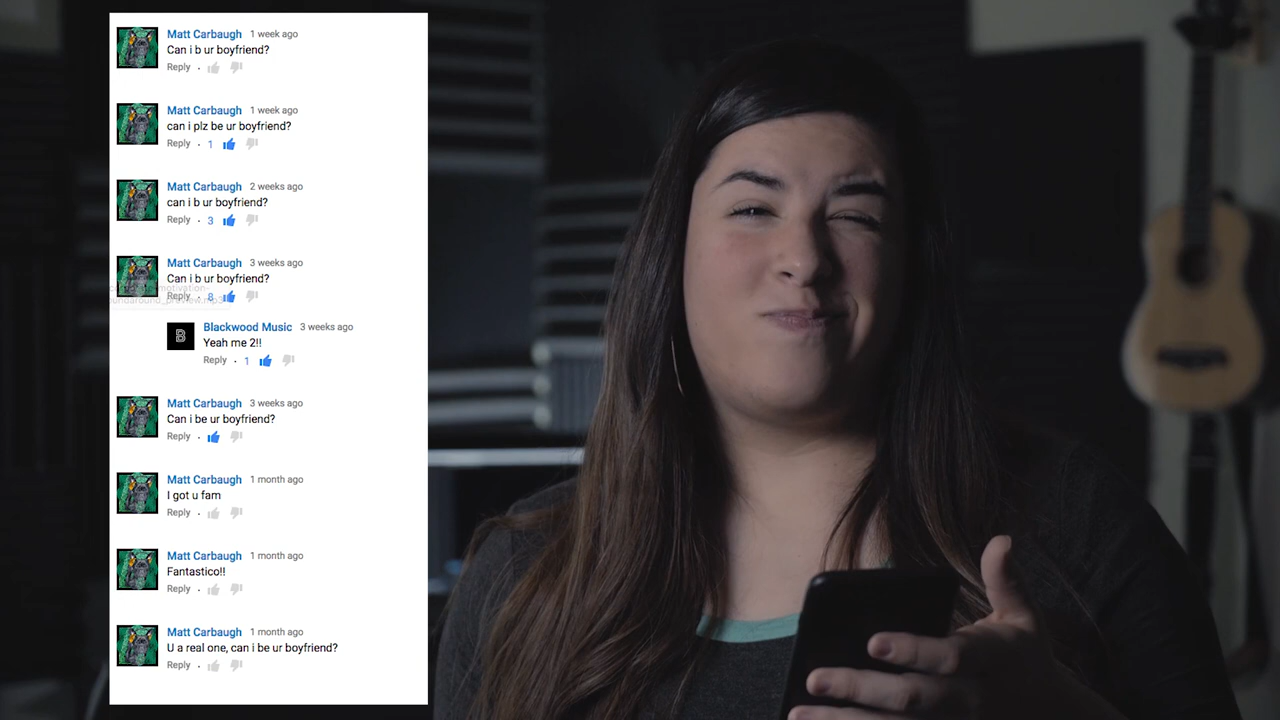 Matt Carbaugh 1 week ago
Can i b ur boyfriend?
Reply
Matt Carbaugh 1 week ago
can i plz be ur boyfriend?
Reply · 1
Matt Carbaugh 2 weeks ago
can i b ur boyfriend?
Reply · 3
Matt Carbaugh 3 weeks ago
Can i b ur boyfriend?
Reply · 8
B
Blackwood Music 3 weeks ago
Yeah me 2!!
Reply · 1
Matt Carbaugh 3 weeks ago
Can i be ur boyfriend?
Reply
Matt Carbaugh 1 month ago
I got u fam
Reply
Matt Carbaugh 1 month ago
Fantastico!!
Reply
Matt Carbaugh 1 month ago
U a real one, can i be ur boyfriend?
Reply